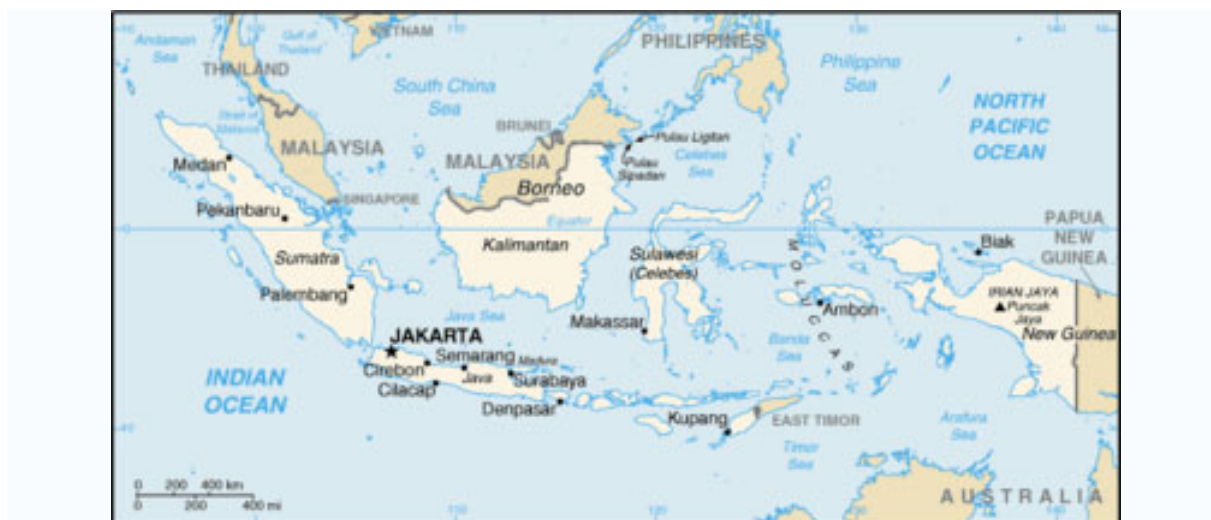 Andaman
Sea
Gulf of
Thailand
VIETNAM
THAILAND
South China
Sea
PHILIPPINES
Philippine
Sea
NORTH
PACIFIC
OCEAN
Strait of
Malacca
MALAYSIA
BRUNEI
MALAYSIA
Pulau Ligitan
Pulau
Sipadan
Celebes
Sea
Medan
Borneo
SINGAPORE
Pekanbaru
Equator
0
PAPUA
NEW
GUINEA
Biak
Sumatra
Kalimantan
Sulawesi
(Celebes)
MOLUCCAS
Palembang
IRIAN JAYA
Puncak
Jaya
New Guinea
Ambon
Makassar
Java Sea
Banda
Sea
JAKARTA
Semarang
Madura
Cirebon
Java
Surabaya
Cilacap
Denpasar
INDIAN
OCEAN
Kupang
EAST TIMOR
Arafura
Sea
Timor
Sea
0 200 400 km
0 200 400 mi
AUSTRALIA